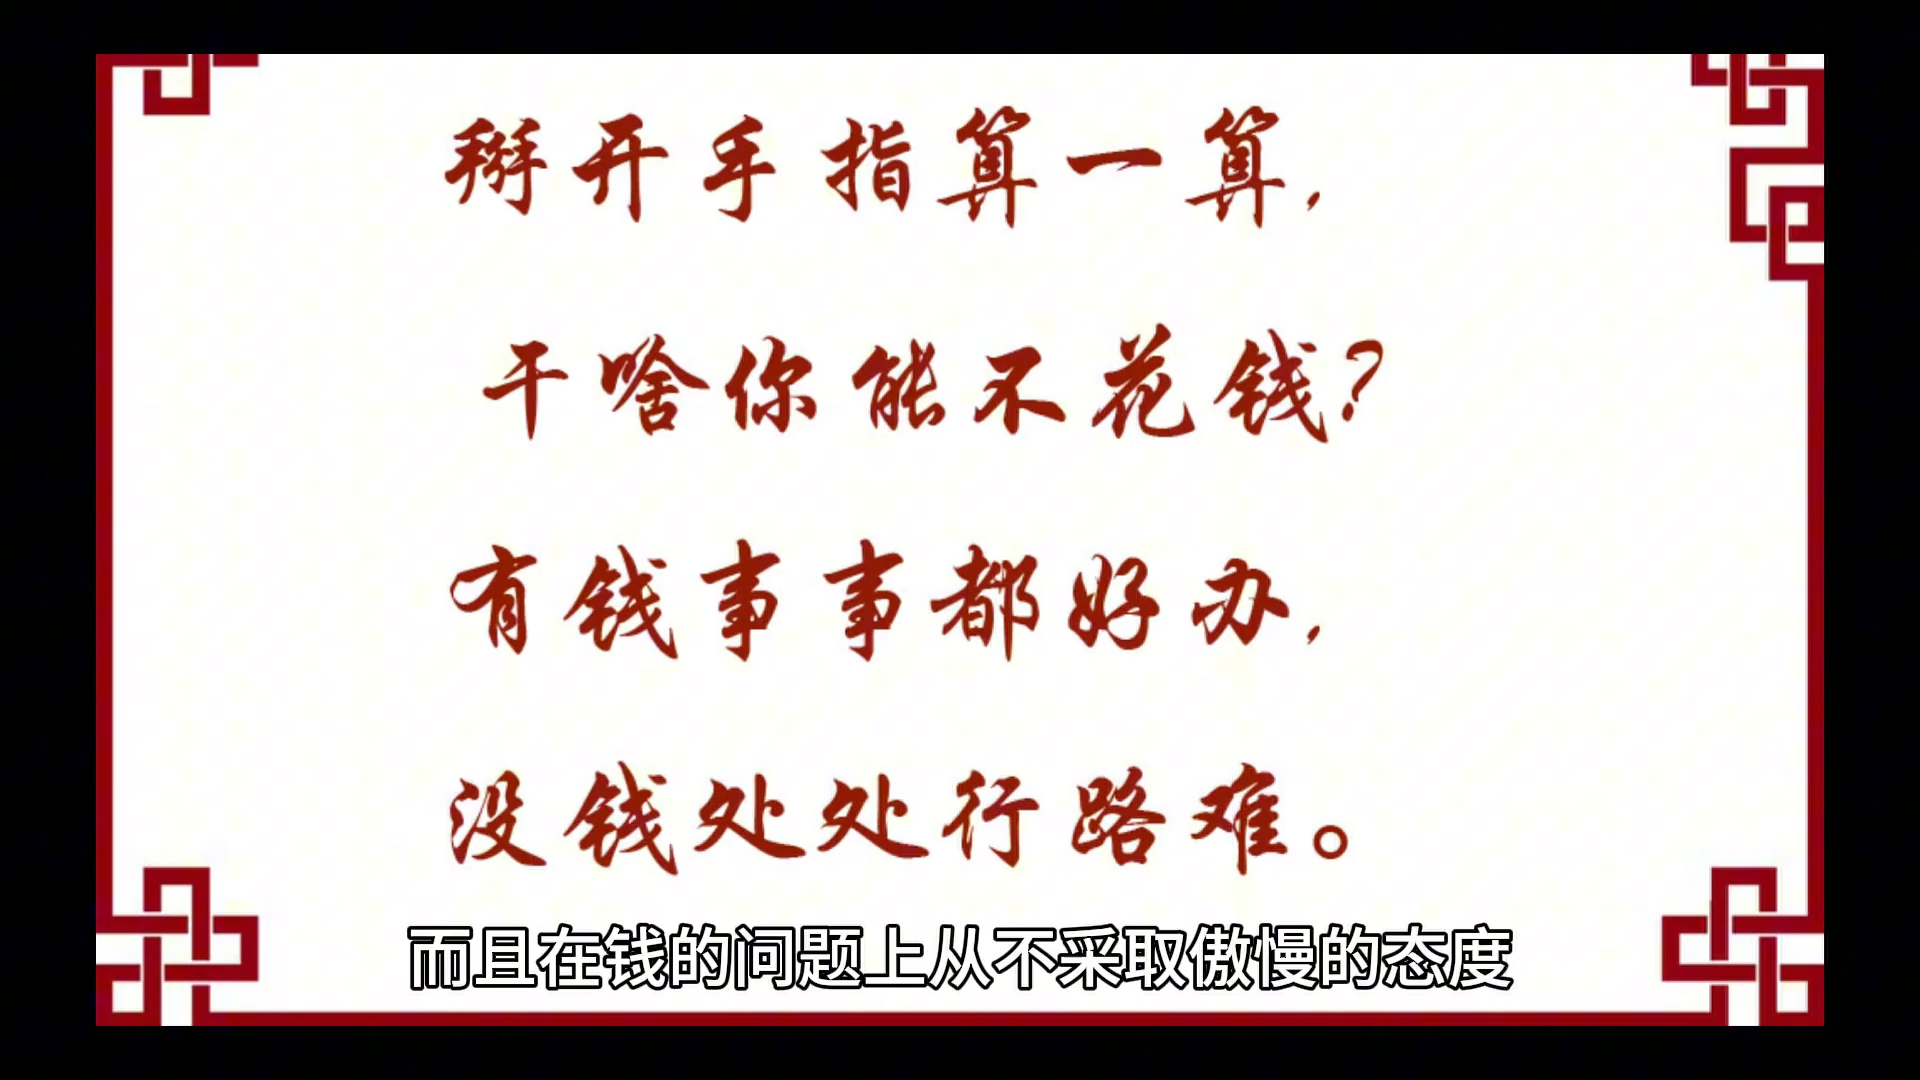 掰开手指算一算,
干啥你能不花钱?
有钱事事都好办,
没钱处处行路难。
而且在钱的问题上从不采取傲慢的态度